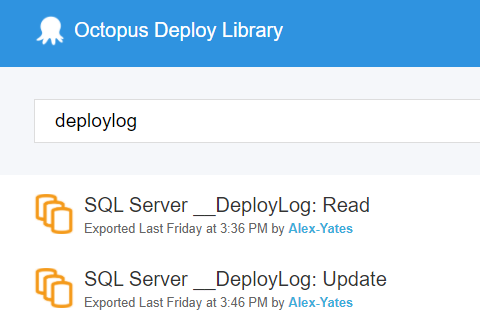 Octopus Deploy Library
deploylog
SQL Server __DeployLog: Read
Exported Last Friday at 3:36 PM by Alex-Yates
SQL Server __DeployLog: Update
Exported Last Friday at 3:46 PM by Alex-Yates